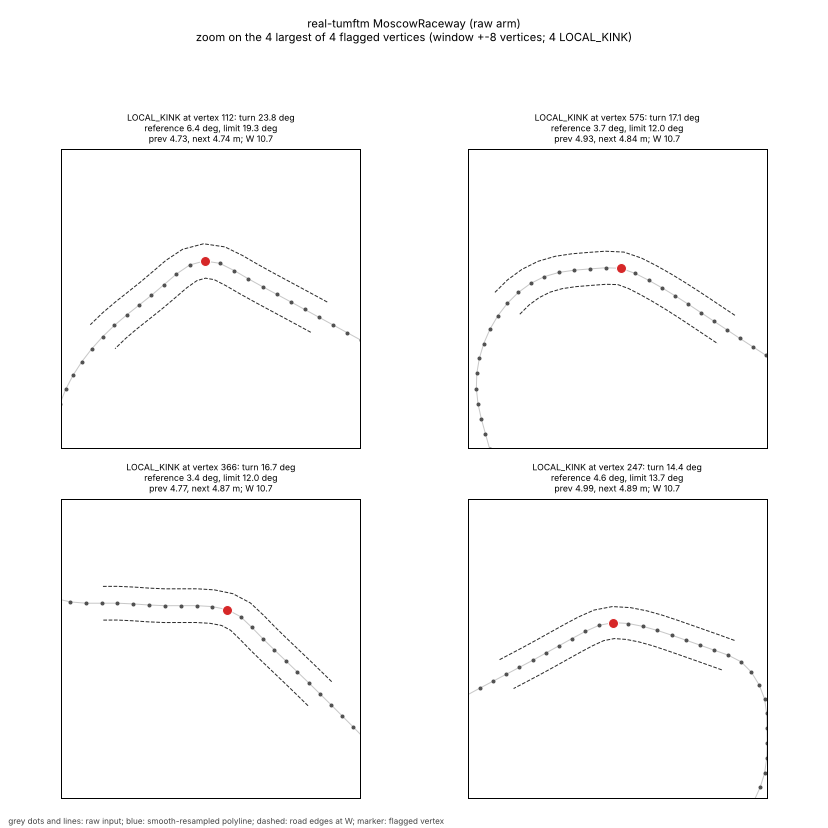 real-tumftm MoscowRaceway (raw arm)
zoom on the 4 largest of 4 flagged vertices (window +-8 vertices; 4 LOCAL_KINK)
LOCAL_KINK at vertex 112: turn 23.8 deg
reference 6.4 deg, limit 19.3 deg
prev 4.73, next 4.74 m; W 10.7
LOCAL_KINK at vertex 575: turn 17.1 deg
reference 3.7 deg, limit 12.0 deg
prev 4.93, next 4.84 m; W 10.7
LOCAL_KINK at vertex 366: turn 16.7 deg
reference 3.4 deg, limit 12.0 deg
prev 4.77, next 4.87 m; W 10.7
LOCAL_KINK at vertex 247: turn 14.4 deg
reference 4.6 deg, limit 13.7 deg
prev 4.99, next 4.89 m; W 10.7
grey dots and lines: raw input; blue: smooth-resampled polyline; dashed: road edges at W; marker: flagged vertex